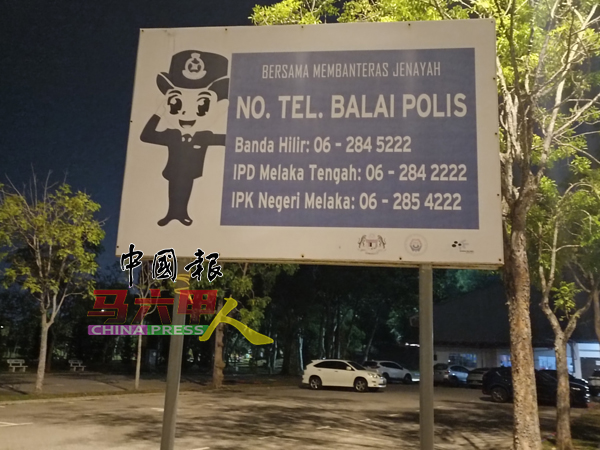 BERSAMA MEMBANTERAS JENAYAH
NO. TEL. BALAI POLIS
Banda Hilir: 06 - 284 5222
IPD Melaka Tengah: 06 - 284 2222
IPK Negeri Melaka: 06 - 285 4222
中國報
马六甲人
CHINA PRESS